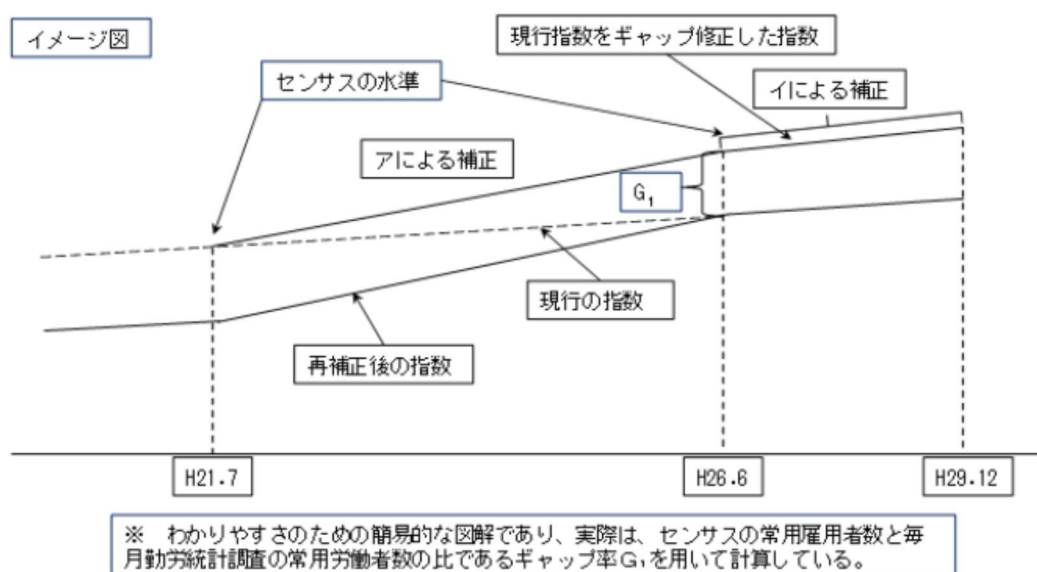 イメージ図
現行指数をギャップ修正した指数
センサスの水準
イによる補正
アによる補正
G₁
現行の指数
再補正後の指数
H21.7
H26.6
H29.12
※ わかりやすさのための簡易的な図解であり、実際は、センサスの常用雇用者数と毎
月勤労統計調査の常用労働者数の比であるギャップ率G₁を用いて計算している。